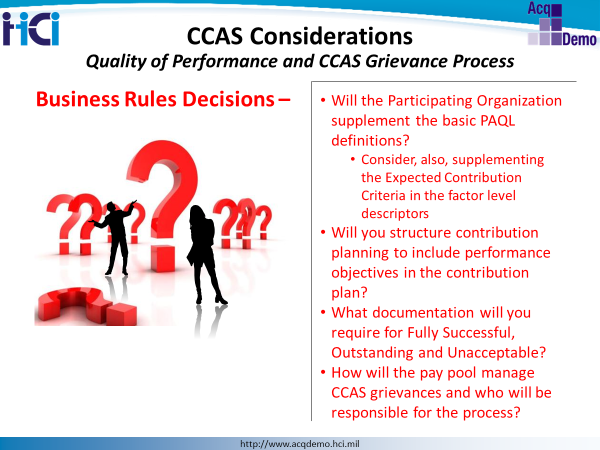 HCi
Acq
Demo
CCAS Considerations
Quality of Performance and CCAS Grievance Process
Business Rules Decisions –
• Will the Participating Organization
supplement the basic PAQL
definitions?
• Consider, also, supplementing
the Expected Contribution
Criteria in the factor level
descriptors
• Will you structure contribution
planning to include performance
objectives in the contribution
plan?
• What documentation will you
require for Fully Successful,
Outstanding and Unacceptable?
• How will the pay pool manage
CCAS grievances and who will be
responsible for the process?
http://www.acqdemo.hci.mil